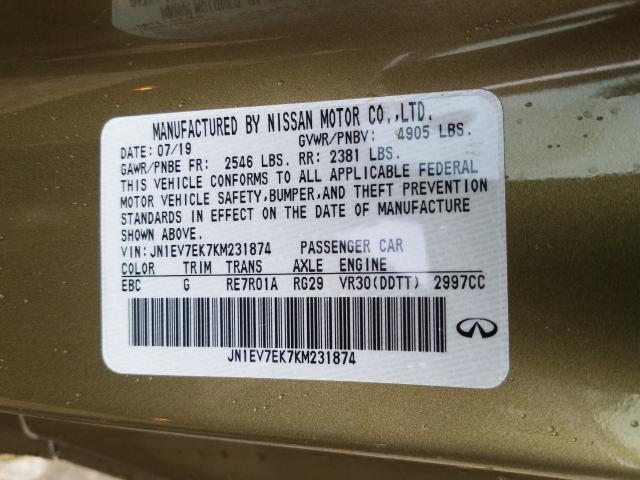 MANUFACTURED BY NISSAN MOTOR CO.,LTD.
DATE: 07/19 GVWR/PNBV: 4905 LBS.
GAWR/PNBE FR: 2546 LBS. RR: 2381 LBS.
THIS VEHICLE CONFORMS TO ALL APPLICABLE FEDERAL
MOTOR VEHICLE SAFETY,BUMPER,AND THEFT PREVENTION
STANDARDS IN EFFECT ON THE DATE OF MANUFACTURE
SHOWN ABOVE.
VIN:JN1EV7EK7KM231874 PASSENGER CAR
COLOR TRIM TRANS AXLE ENGINE
EBC G RE7R01A RG29 VR30(DDTT) 2997CC
JN1EV7EK7KM231874